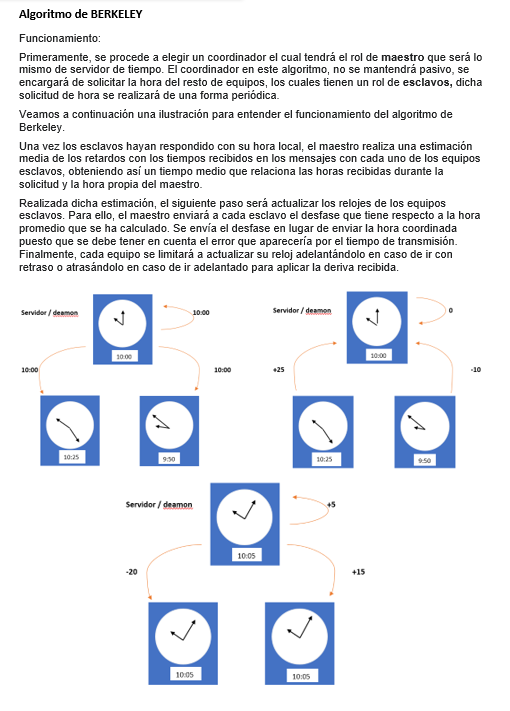 Algoritmo de BERKELEY
Funcionamiento:
Primeramente, se procede a elegir un coordinador el cual tendrá el rol de maestro que será lo
mismo de servidor de tiempo. El coordinador en este algoritmo, no se mantendrá pasivo, se
encargará de solicitar la hora del resto de equipos, los cuales tienen un rol de esclavos, dicha
solicitud de hora se realizará de una forma periódica.
Veamos a continuación una ilustración para entender el funcionamiento del algoritmo de
Berkeley.
Una vez los esclavos hayan respondido con su hora local, el maestro realiza una estimación
media de los retardos con los tiempos recibidos en los mensajes con cada uno de los equipos
esclavos, obteniendo así un tiempo medio que relaciona las horas recibidas durante la
solicitud y la hora propia del maestro.
Realizada dicha estimación, el siguiente paso será actualizar los relojes de los equipos
esclavos. Para ello, el maestro enviará a cada esclavo el desfase que tiene respecto a la hora
promedio que se ha calculado. Se envía el desfase en lugar de enviar la hora coordinada
puesto que se debe tener en cuenta el error que aparecería por el tiempo de transmisión.
Finalmente, cada equipo se limitará a actualizar su reloj adelantándolo en caso de ir con
retraso o atrasándolo en caso de ir adelantado para aplicar la deriva recibida.
Servidor / deamon
10:00
10:00
10:00
10:00
10:25
9:50
Servidor / deamon
0
10:00
+25
-10
10:25
9:50
Servidor / deamon
+5
10:05
-20
+15
10:05
10:05